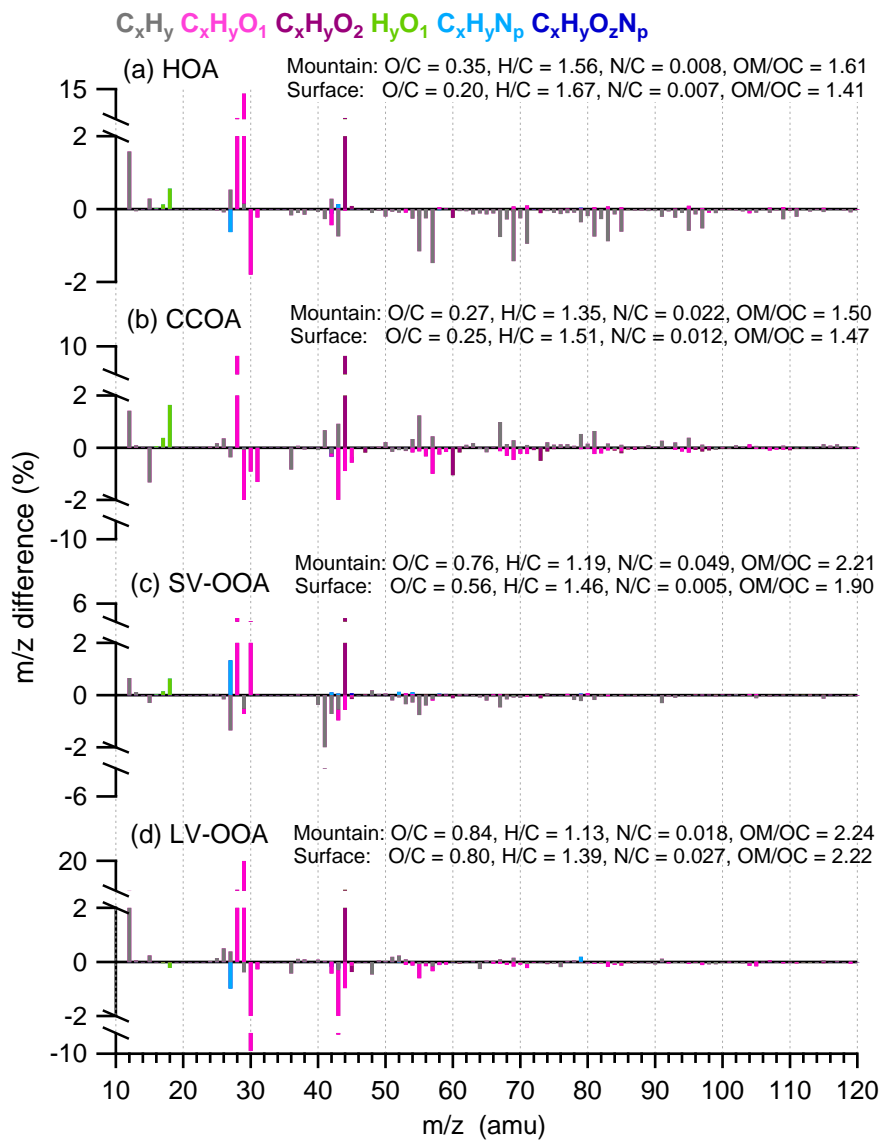 CxHy CxHyO1 CxHyO2 HyO1 CxHyNp CxHyOzNp
(a) HOA
Mountain: O/C = 0.35, H/C = 1.56, N/C = 0.008, OM/OC = 1.61
Surface: O/C = 0.20, H/C = 1.67, N/C = 0.007, OM/OC = 1.41
15
2
0
-2
(b) CCOA
Mountain: O/C = 0.27, H/C = 1.35, N/C = 0.022, OM/OC = 1.50
Surface: O/C = 0.25, H/C = 1.51, N/C = 0.012, OM/OC = 1.47
10
2
0
-2
-10
m/z difference (%)
(c) SV-OOA
Mountain: O/C = 0.76, H/C = 1.19, N/C = 0.049, OM/OC = 2.21
Surface: O/C = 0.56, H/C = 1.46, N/C = 0.005, OM/OC = 1.90
6
2
0
-2
-6
(d) LV-OOA
Mountain: O/C = 0.84, H/C = 1.13, N/C = 0.018, OM/OC = 2.24
Surface: O/C = 0.80, H/C = 1.39, N/C = 0.027, OM/OC = 2.22
20
2
0
-2
-10
10 20 30 40 50 60 70 80 90 100 110 120
m/z (amu)